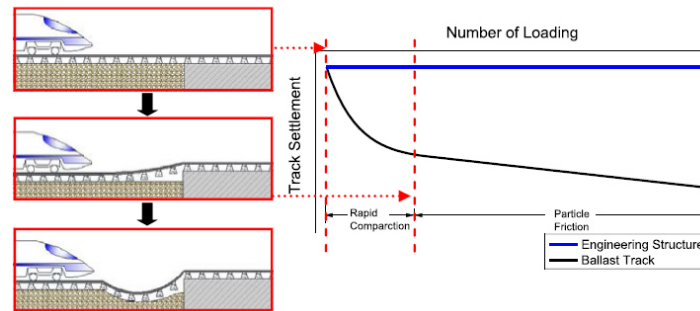 Number of Loading
Track Settlement
Rapid
Comparction
Particle
Friction
Engineering Structure
Ballast Track